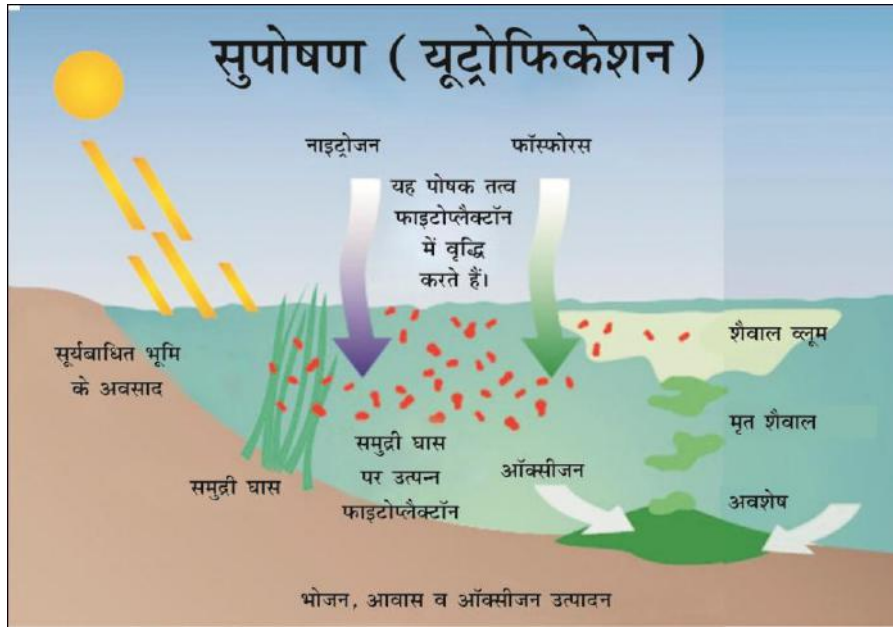 सुपोषण ( यूट्रोफिकेशन )
नाइट्रोजन
फॉस्फोरस
यह पोषक तत्व
फाइटोप्लैक्टॉन
में वृद्धि
करते हैं।
सूर्यबाधित भूमि
के अवसाद
समुद्री घास
समुद्री घास
पर उत्पन्न
फाइटोप्लैक्टॉन
ऑक्सीजन
शैवाल व्लूम
मृत शैवाल
अवशेष
भोजन, आवास व ऑक्सीजन उत्पादन